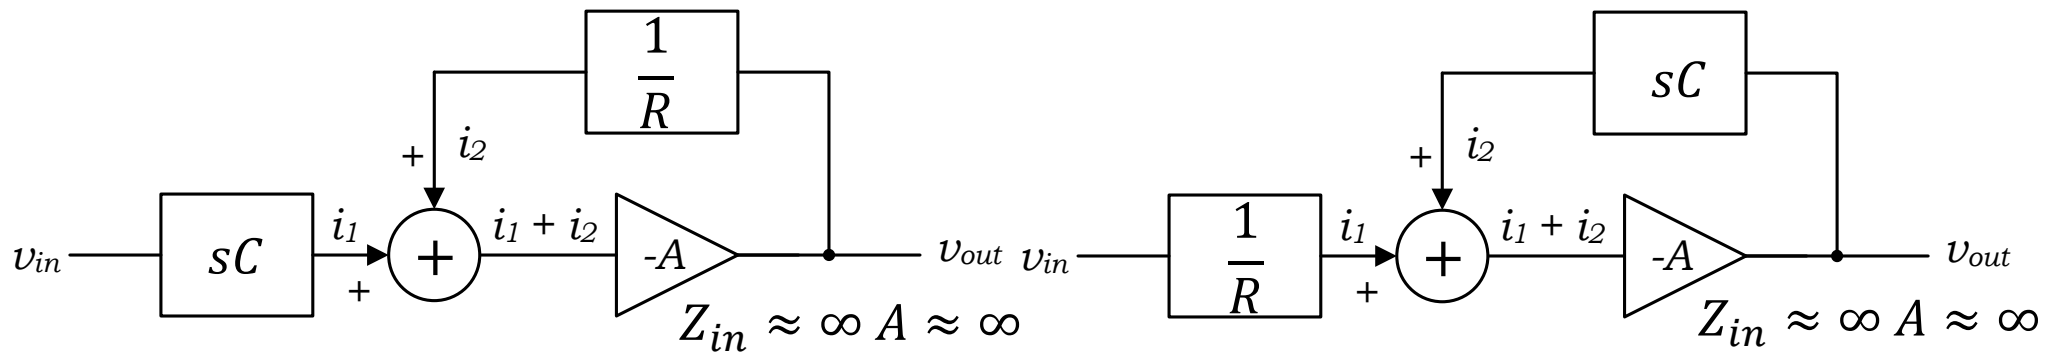 1
R
+ i2
vin sC i1 + + i1 + i2 -A vout
Zin ≈ ∞ A ≈ ∞
sC
+ i2
vin 1
R i1 + + i1 + i2 -A vout
Zin ≈ ∞ A ≈ ∞